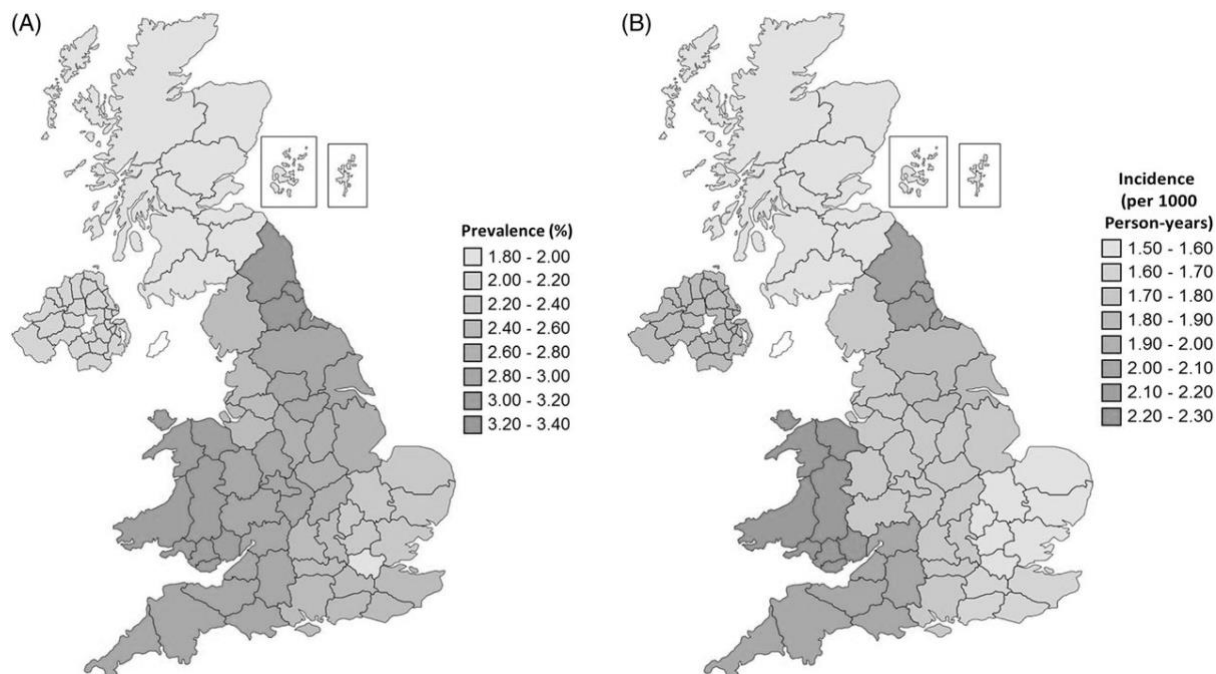 (A)
Prevalence (%)
1.80 - 2.00
2.00 - 2.20
2.20 - 2.40
2.40 - 2.60
2.60 - 2.80
2.80 - 3.00
3.00 - 3.20
3.20 - 3.40
(B)
Incidence
(per 1000
Person-years)
1.50 - 1.60
1.60 - 1.70
1.70 - 1.80
1.80 - 1.90
1.90 - 2.00
2.00 - 2.10
2.10 - 2.20
2.20 - 2.30